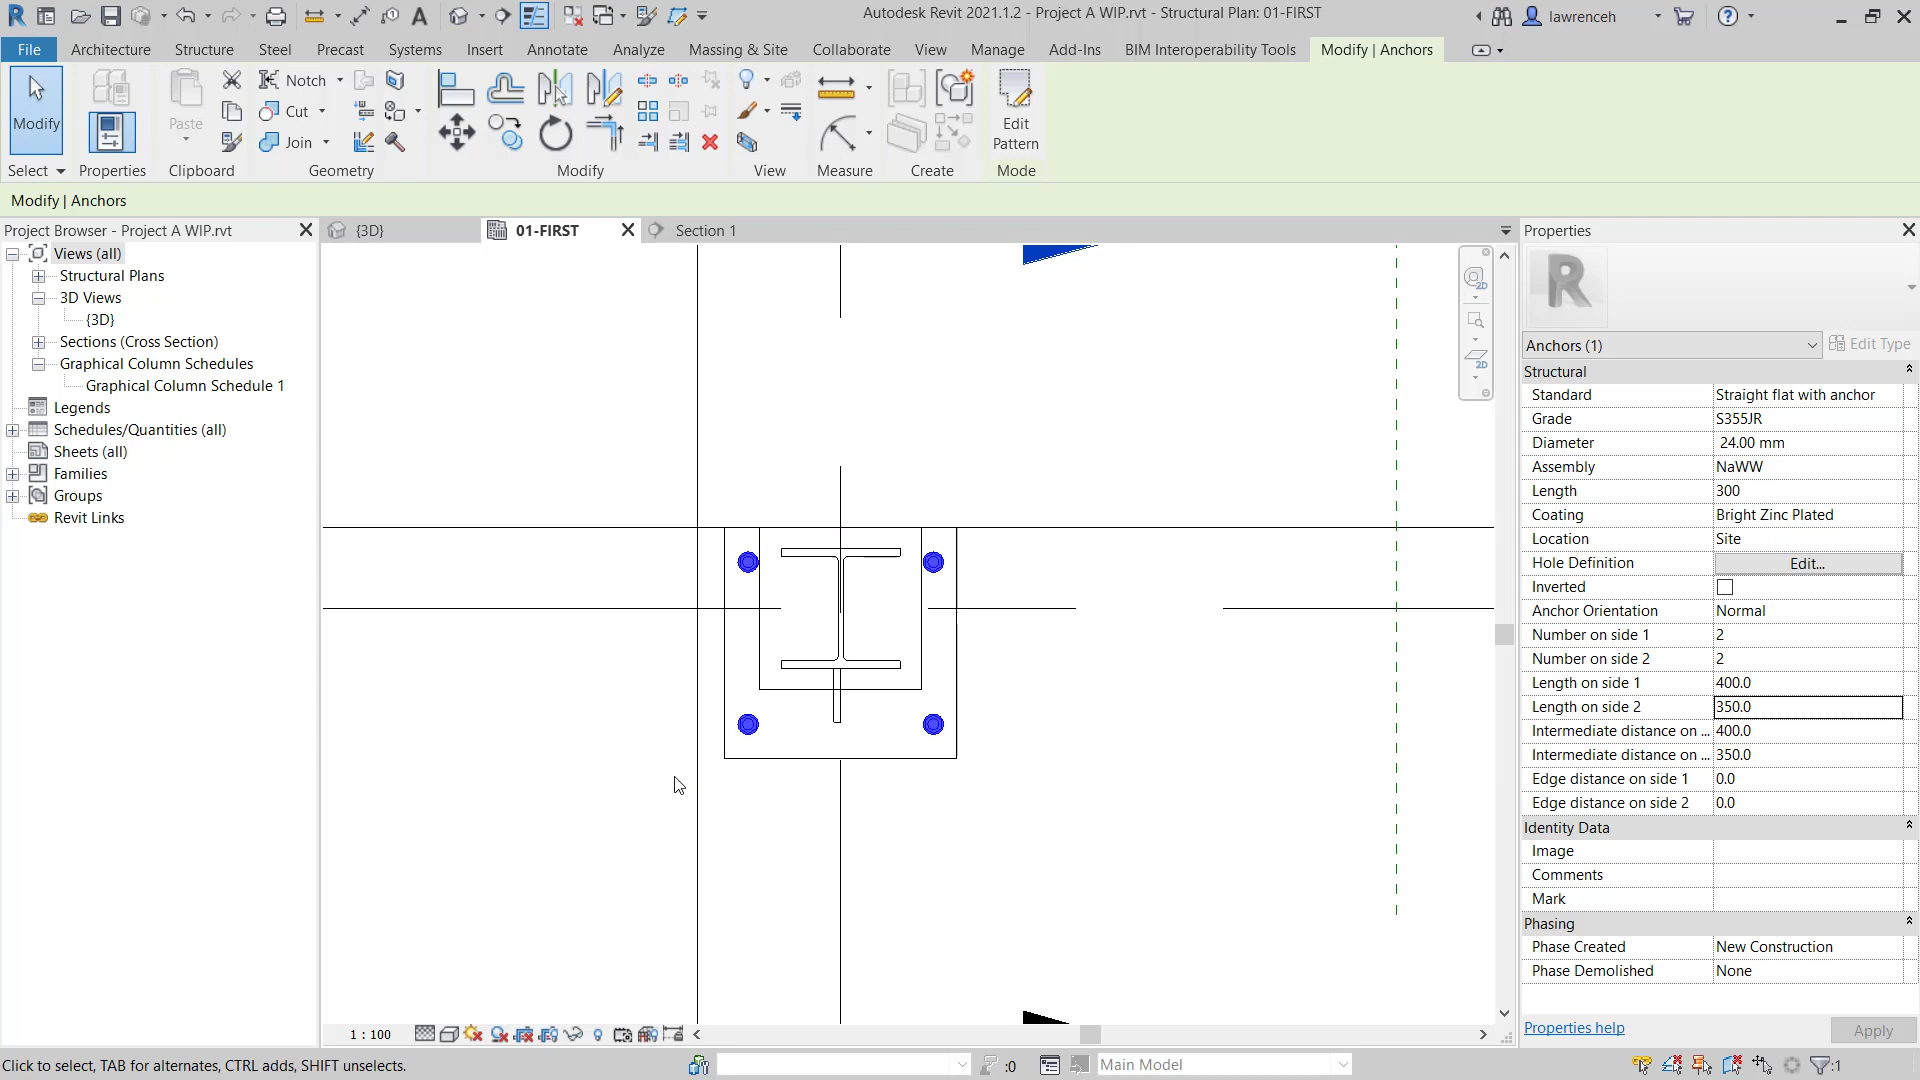 Autodesk Revit 2021.1.2 - Project A WIP.rvt - Structural Plan: 01-FIRST
lawrenceh
File Architecture Structure Steel Precast Systems Insert Annotate Analyze Massing & Site Collaborate View Manage Add-Ins BIM Interoperability Tools Modify | Anchors
Modify
Paste
Notch
Cut
Join
Edit
Pattern
Select Properties Clipboard Geometry Modify View Measure Create Mode
Modify | Anchors
Project Browser - Project A WIP.rvt
Views (all)
Structural Plans
3D Views
{3D}
Sections (Cross Section)
Graphical Column Schedules
Graphical Column Schedule 1
Legends
Schedules/Quantities (all)
Sheets (all)
Families
Groups
Revit Links
{3D}
01-FIRST
Section 1
2D
2D
Properties
R
Anchors (1)
Edit Type
Structural
Standard Straight flat with anchor
Grade S355JR
Diameter 24.00 mm
Assembly NaWW
Length 300
Coating Bright Zinc Plated
Location Site
Hole Definition Edit...
Inverted
Anchor Orientation Normal
Number on side 1 2
Number on side 2 2
Length on side 1 400.0
Length on side 2 350.0
Intermediate distance on ... 400.0
Intermediate distance on ... 350.0
Edge distance on side 1 0.0
Edge distance on side 2 0.0
Identity Data
Image
Comments
Mark
Phasing
Phase Created New Construction
Phase Demolished None
Properties help
Apply
1 : 100
Click to select, TAB for alternates, CTRL adds, SHIFT unselects.
:0
Main Model
:1